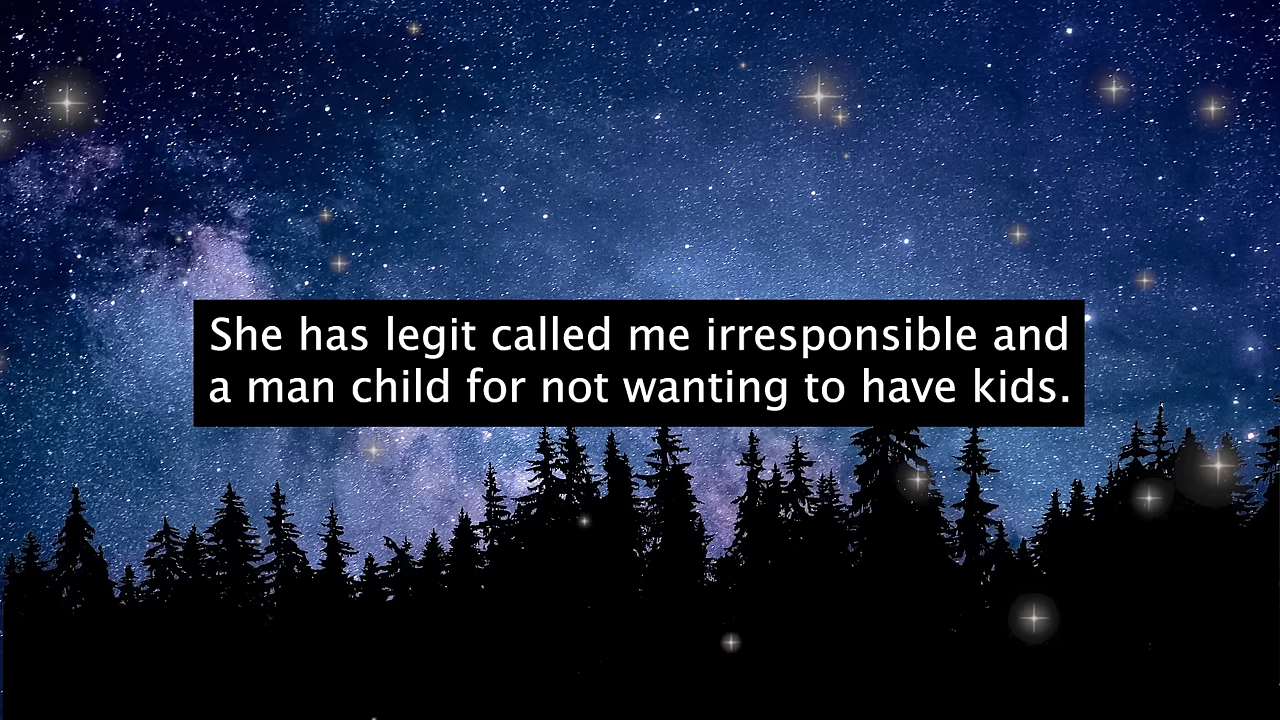 She has legit called me irresponsible and
a man child for not wanting to have kids.